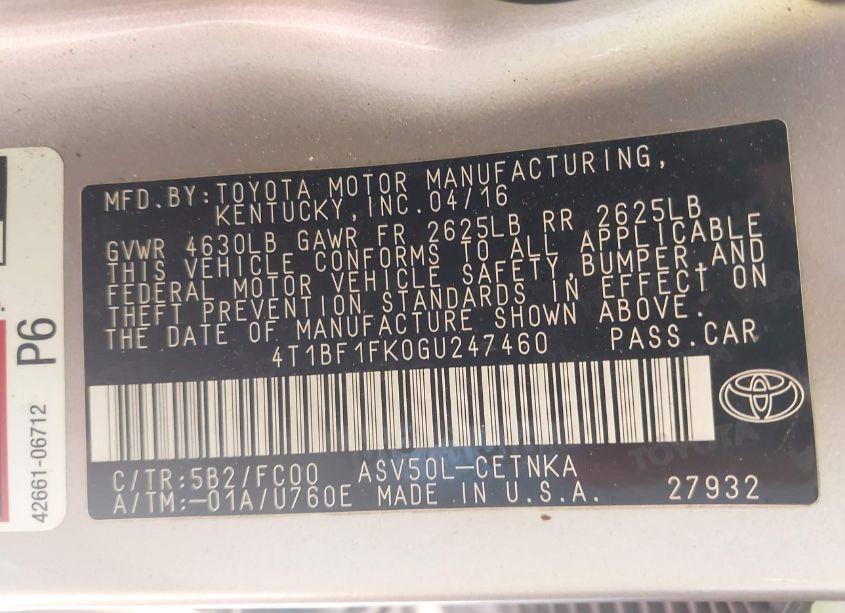 MFD.BY:TOYOTA MOTOR MANUFACTURING,
KENTUCKY,INC.04/16
GVWR 4630LB GAWR FR 2625LB RR 2625LB
THIS VEHICLE CONFORMS TO ALL APPLICABLE
FEDERAL MOTOR VEHICLE SAFETY,BUMPER,AND
THEFT PREVENTION STANDARDS IN EFFECT ON
THE DATE OF MANUFACTURE SHOWN ABOVE.
4T1BF1FK0GU247460 PASS.CAR
C/TR:5B2/FC00 ASV50L-CETNKA
A/TM:-01A/U760E MADE IN U.S.A. 27932
P6
42661-06712